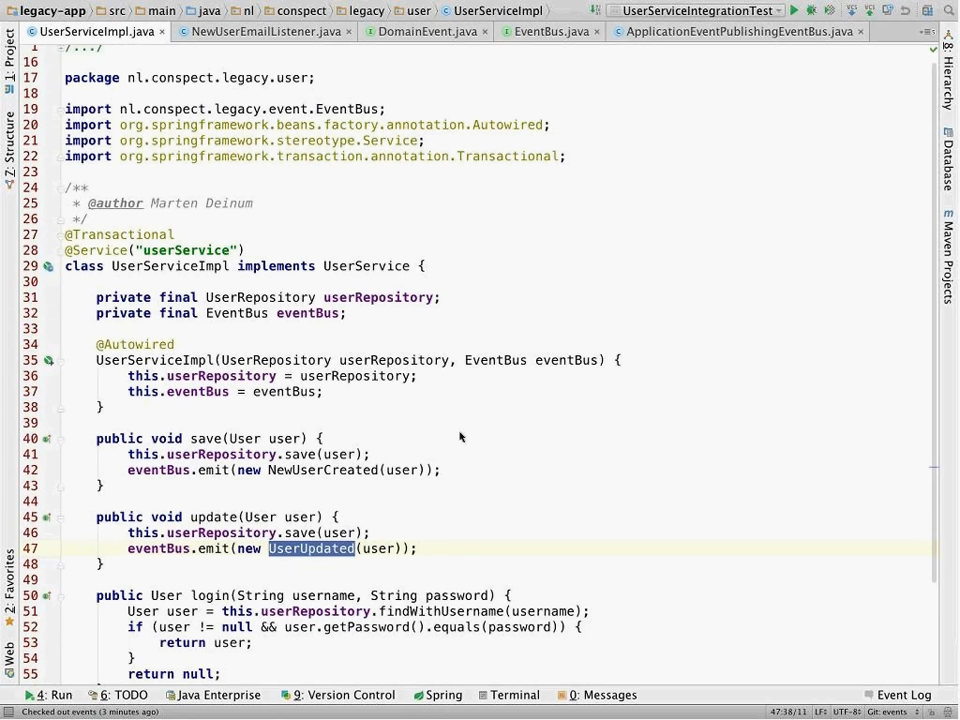 legacy-app src main java nl conspect legacy user UserServiceImpl UserServiceIntegrationTest
UserServiceImpl.java × NewUserEmailListener.java × DomainEvent.java × EventBus.java × ApplicationEventPublishingEventBus.java ×
1: Project
Z: Structure
2: Favorites
Web
8: Hierarchy
Database
Maven Projects
1 /.../
16
17 package nl.conspect.legacy.user;
18
19 import nl.conspect.legacy.event.EventBus;
20 import org.springframework.beans.factory.annotation.Autowired;
21 import org.springframework.stereotype.Service;
22 import org.springframework.transaction.annotation.Transactional;
23
24 /**
25 * @author Marten Deinum
26 */
27 @Transactional
28 @Service("userService")
29 class UserServiceImpl implements UserService {
30
31 private final UserRepository userRepository;
32 private final EventBus eventBus;
33
34 @Autowired
35 UserServiceImpl(UserRepository userRepository, EventBus eventBus) {
36 this.userRepository = userRepository;
37 this.eventBus = eventBus;
38 }
39
40 public void save(User user) {
41 this.userRepository.save(user);
42 eventBus.emit(new NewUserCreated(user));
43 }
44
45 public void update(User user) {
46 this.userRepository.save(user);
47 eventBus.emit(new UserUpdated(user));
48 }
49
50 public User login(String username, String password) {
51 User user = this.userRepository.findWithUsername(username);
52 if (user != null && user.getPassword().equals(password)) {
53 return user;
54 }
55 return null;
4: Run 6: TODO Java Enterprise 9: Version Control Spring Terminal 0: Messages Event Log
Checked out events (3 minutes ago) 47:38/11 LF UTF-8 Git: events